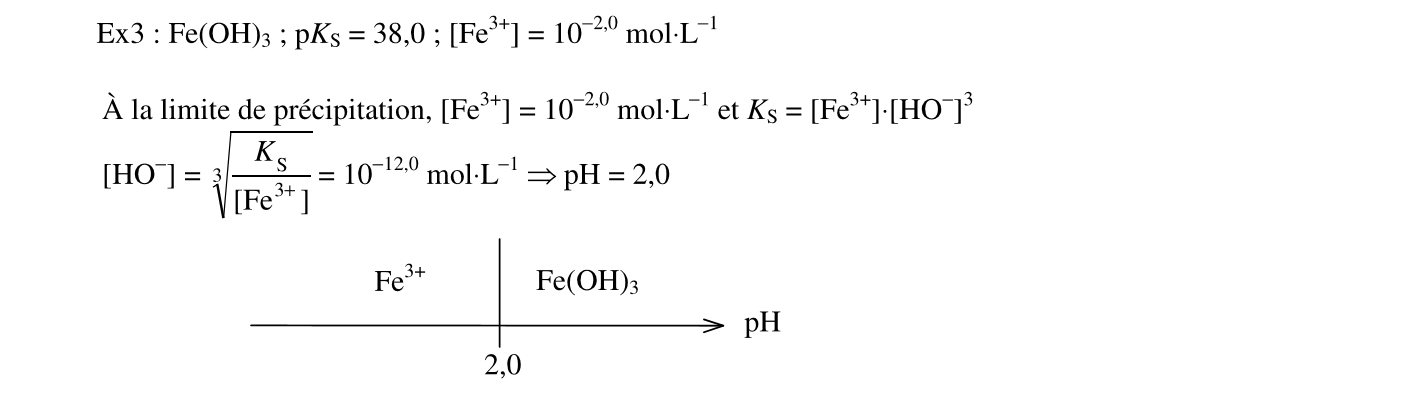 Ex3 : Fe(OH)₃ ; pK_S = 38,0 ; [Fe³⁺] = 10⁻²,⁰ mol·L⁻¹
À la limite de précipitation, [Fe³⁺] = 10⁻²,⁰ mol·L⁻¹ et K_S = [Fe³⁺]·[HO⁻]³
[HO⁻] = ∛(K_S/[Fe³⁺]) = 10⁻¹²,⁰ mol·L⁻¹ ⇒ pH = 2,0
Fe³⁺ Fe(OH)₃
pH
2,0